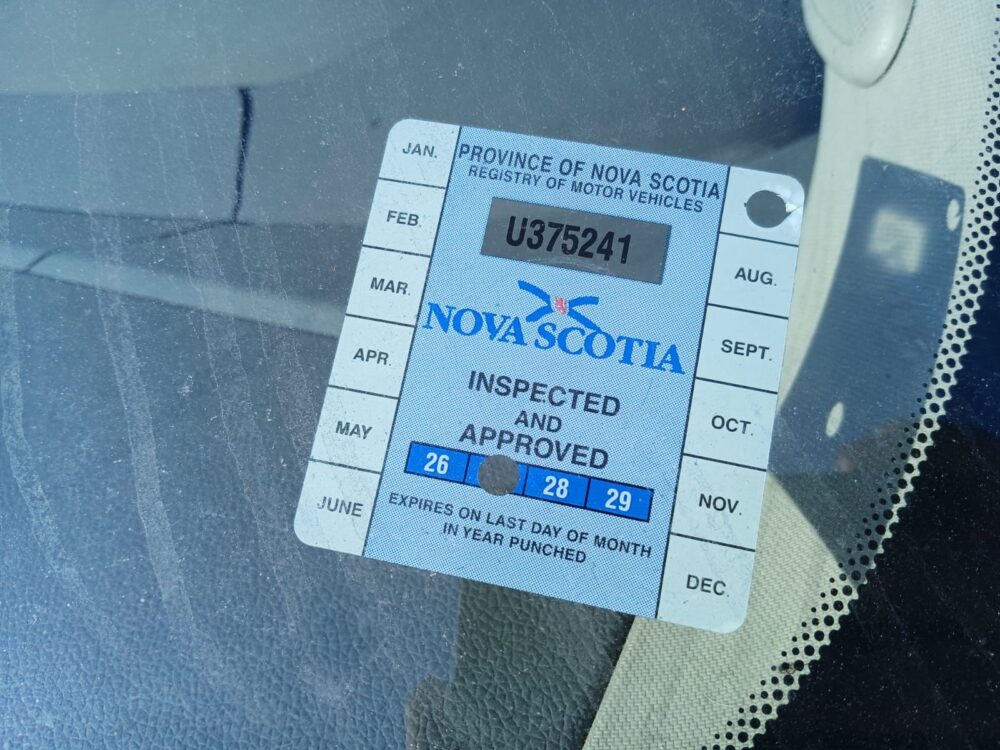 PROVINCE OF NOVA SCOTIA
REGISTRY OF MOTOR VEHICLES
U375241
NOVA SCOTIA
INSPECTED
AND
APPROVED
26 28 29
EXPIRES ON LAST DAY OF MONTH
IN YEAR PUNCHED
JAN.
FEB.
MAR.
APR.
MAY
JUNE
AUG.
SEPT.
OCT.
NOV.
DEC.